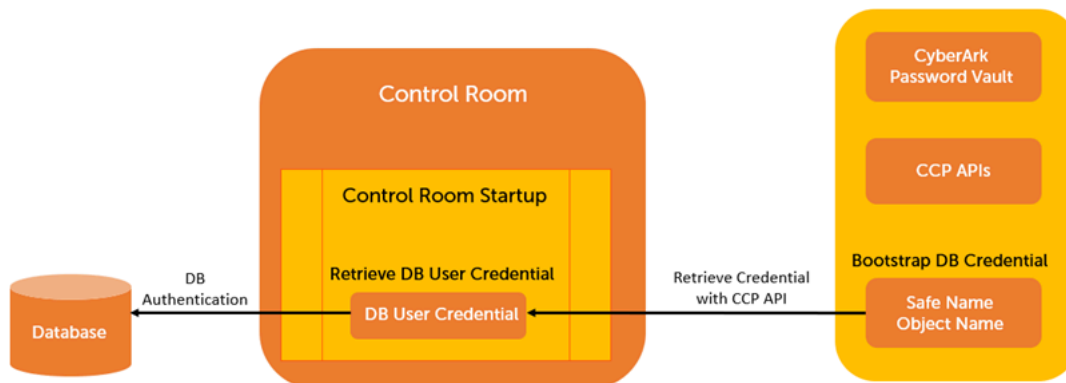 Control Room
Control Room Startup
Retrieve DB User Credential
DB User Credential
DB
Authentication
Database
Retrieve Credential
with CCP API
CyberArk
Password Vault
CCP APIs
Bootstrap DB Credential
Safe Name
Object Name